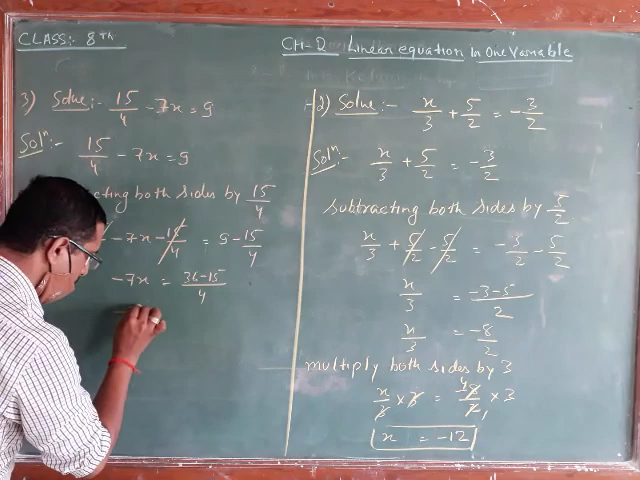 CLASS:- 8TH
CH-2 Linear equation in One Variable
3) Solve:- 15/4 - 7x = 9
Soln:-
15/4 - 7x = 9
cting both sides by 15/4
- 7x - 15/4 = 9 - 15/4
-7x = 36-15/4
2) Solve:- x/3 + 5/2 = -3/2
Soln:- x/3 + 5/2 = -3/2
subtracting both sides by 5/2
x/3 + 5/2 - 5/2 = -3/2 - 5/2
x/3 = -3-5/2
x/3 = -8/2
multiply both sides by 3
x/3 × 3 = -8/2 × 3
x = -12